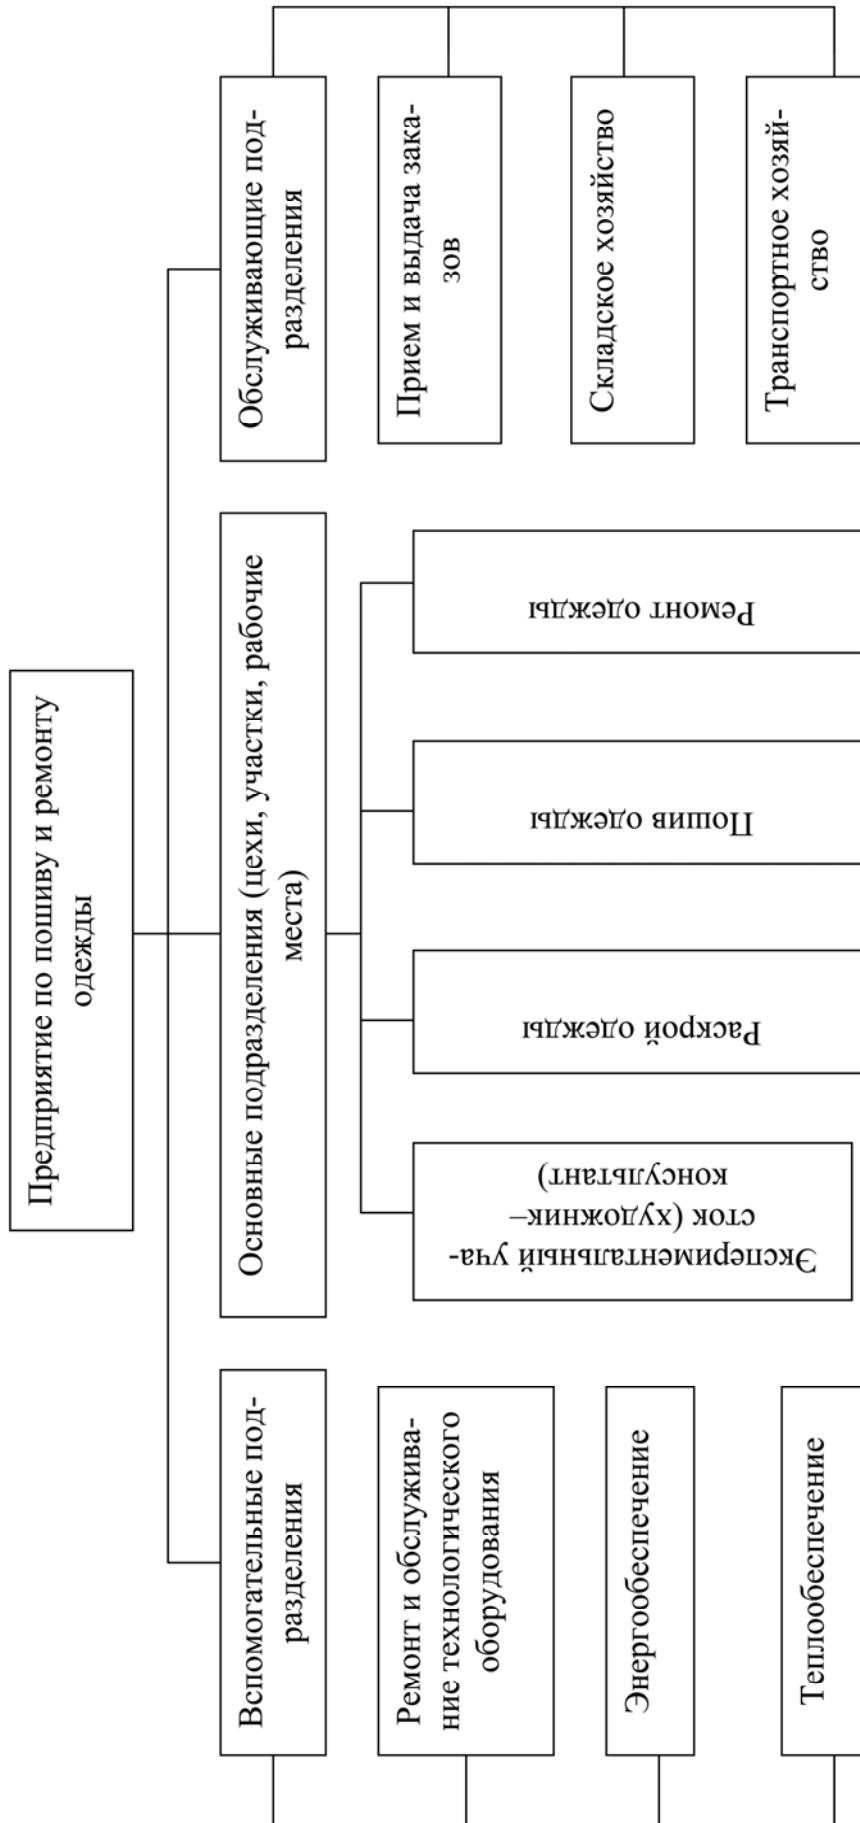 Предприятие по пошиву и ремонту
одежды
Вспомогательные под-
разделения
Основные подразделения (цехи, участки, рабочие
места)
Обслуживающие под-
разделения
Ремонт и обслужива-
ние технологического
оборудования
Энергообеспечение
Теплообеспечение
Экспериментальный уча-
сток (художник–
консультант)
Раскрой одежды
Пошив одежды
Ремонт одежды
Прием и выдача зака-
зов
Складское хозяйство
Транспортное хозяй-
ство